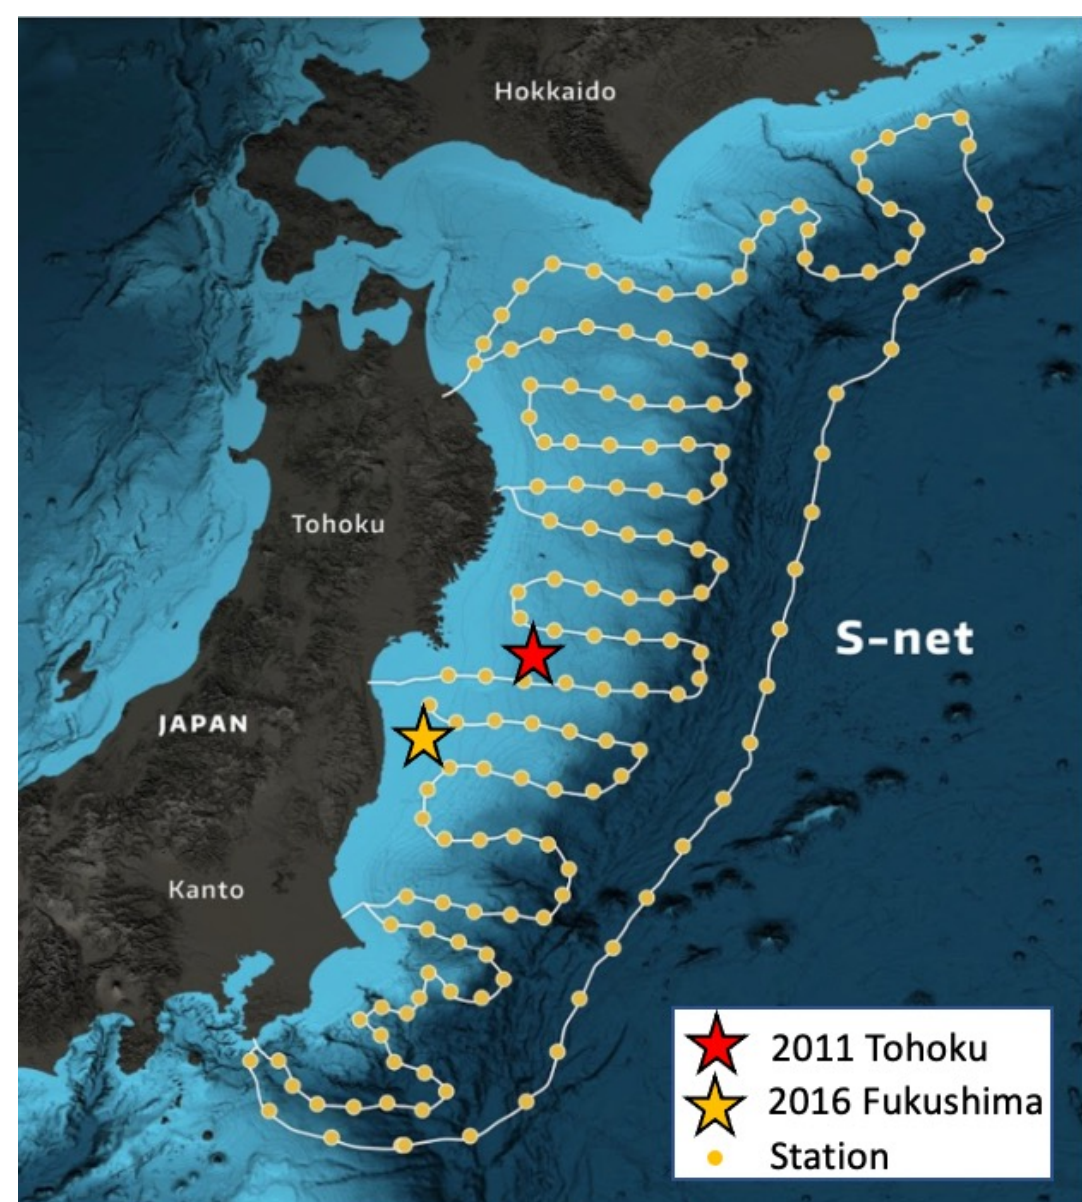 Hokkaido
Tohoku
S-net
JAPAN
Kanto
2011 Tohoku
2016 Fukushima
Station